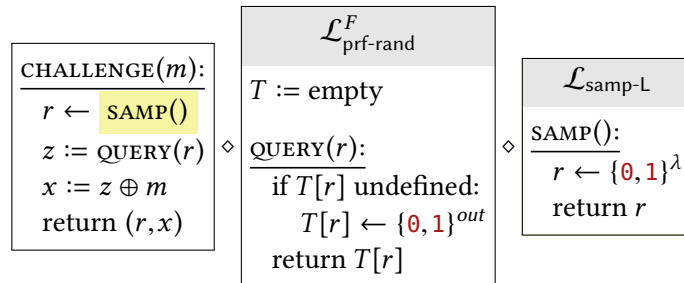 CHALLENGE(m):
r ← SAMP()
z := QUERY(r)
x := z ⊕ m
return (r, x)
⋄
𝓛^F_prf-rand
T := empty
QUERY(r):
if T[r] undefined:
T[r] ← {0, 1}^out
return T[r]
⋄
𝓛_samp-L
SAMP():
r ← {0, 1}^λ
return r